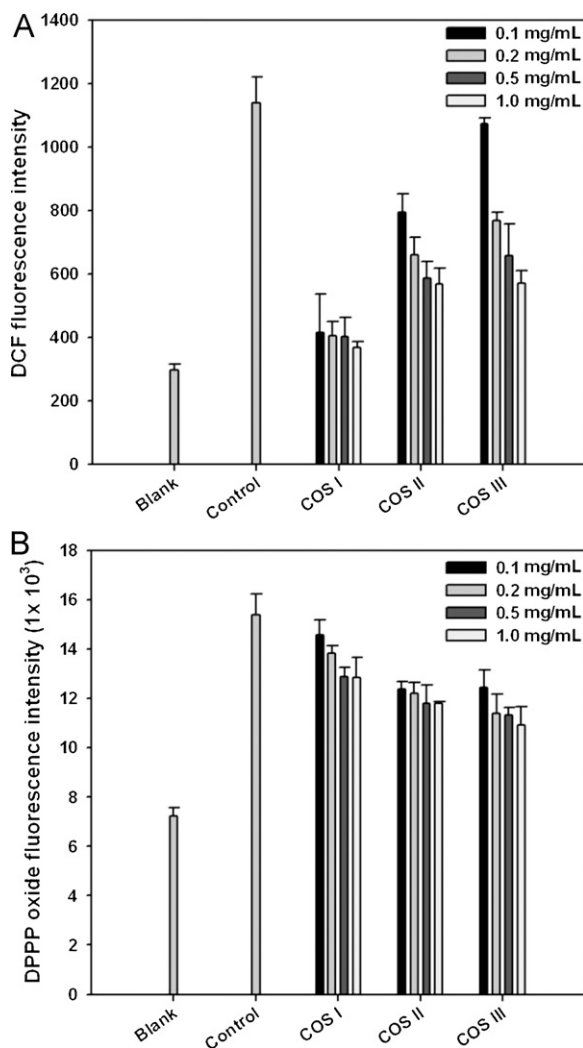 A
DCF fluorescence intensity
1400
1200
1000
800
600
400
200
0
0.1 mg/mL
0.2 mg/mL
0.5 mg/mL
1.0 mg/mL
Blank
Control
COS I
COS II
COS III
B
DPPP oxide fluorescence intensity (1x 10³)
18
16
14
12
10
8
6
4
2
0
0.1 mg/mL
0.2 mg/mL
0.5 mg/mL
1.0 mg/mL
Blank
Control
COS I
COS II
COS III